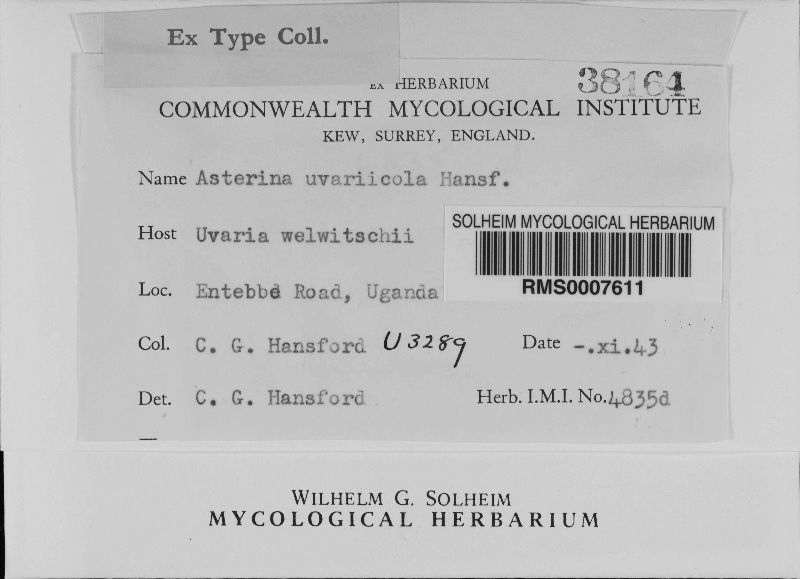 Ex Type Coll.
EX HERBARIUM 38164
COMMONWEALTH MYCOLOGICAL INSTITUTE
KEW, SURREY, ENGLAND.
Name Asterina uvariicola Hansf.
Host Uvaria welwitschii
SOLHEIM MYCOLOGICAL HERBARIUM
RMS0007611
Loc. Entebbe Road, Uganda
Col. C. G. Hansford U3289 Date -.xi.43
Det. C. G. Hansford Herb. I.M.I. No. 4835d
WILHELM G. SOLHEIM
MYCOLOGICAL HERBARIUM